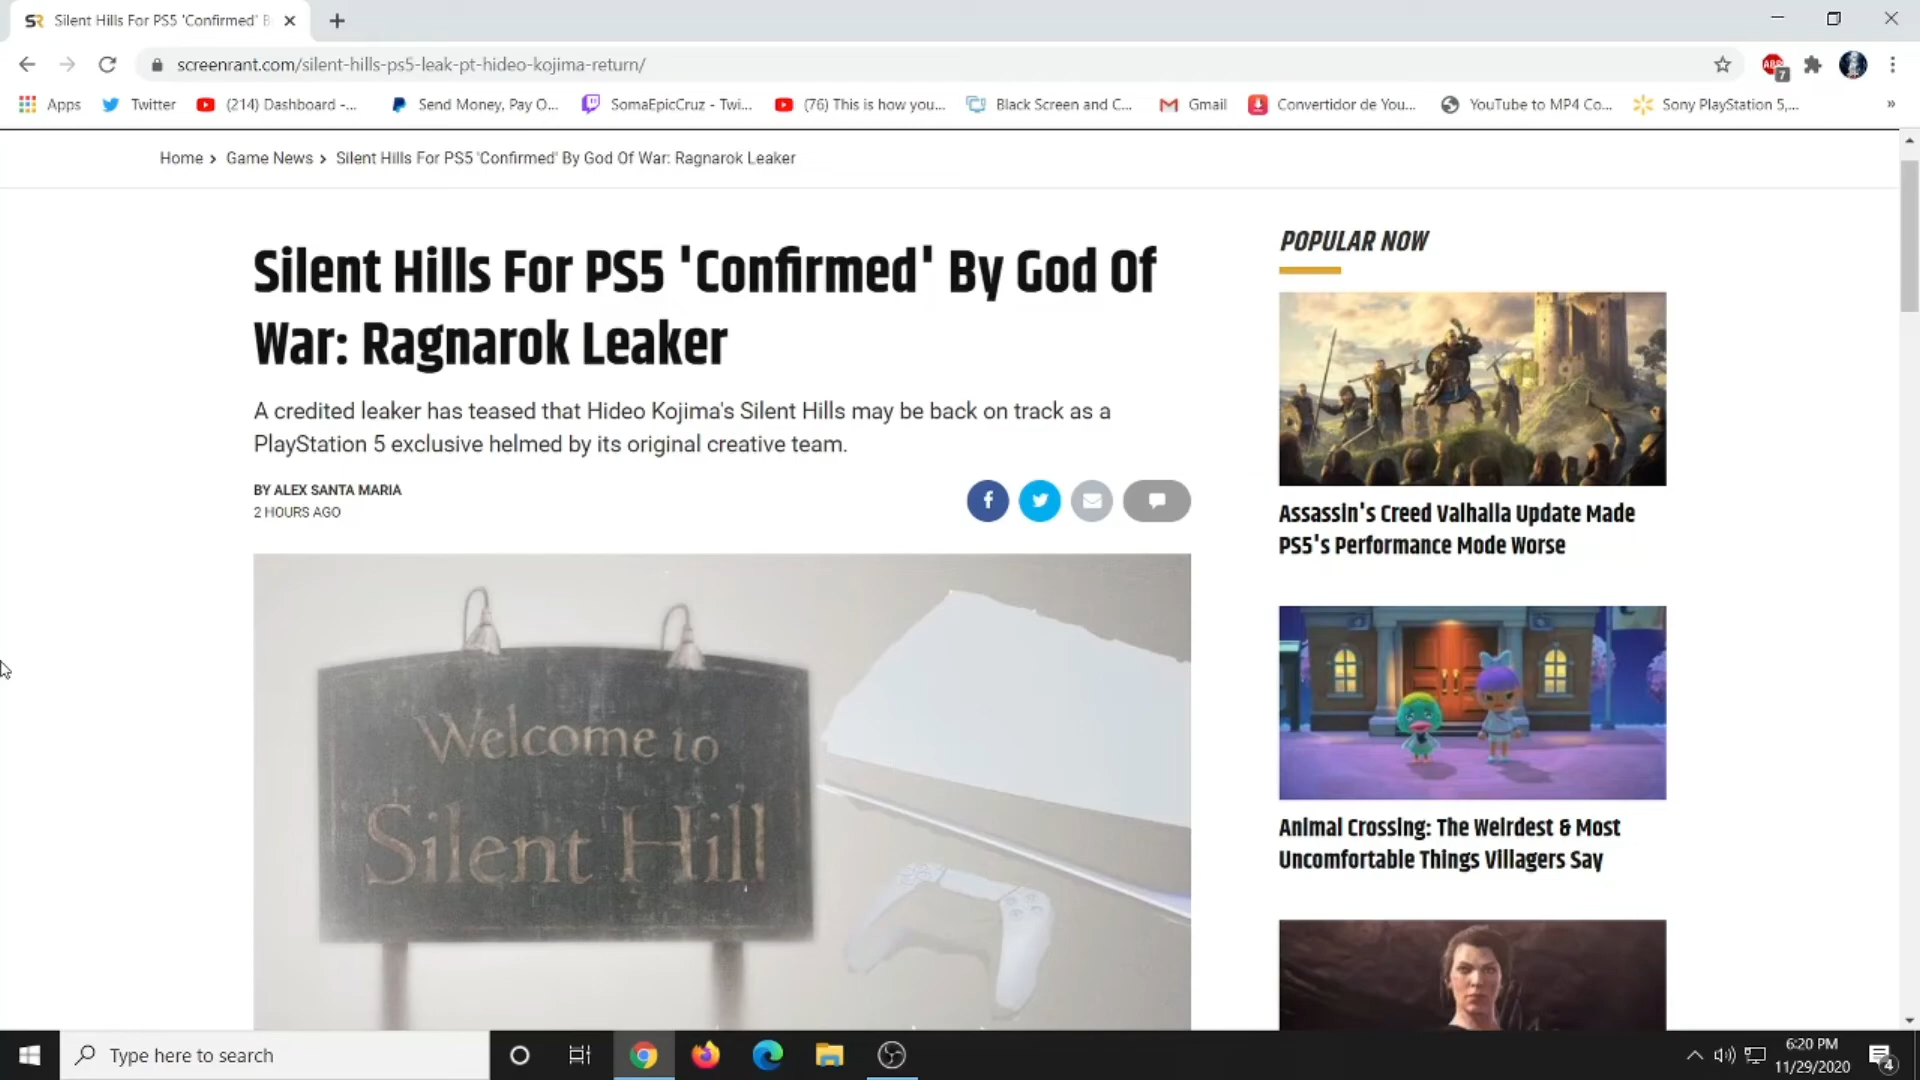 SR Silent Hills For PS5 'Confirmed' B
screenrant.com/silent-hills-ps5-leak-pt-hideo-kojima-return/
ABP
7
Apps
Twitter
(214) Dashboard -...
Send Money, Pay O...
SomaEpicCruz - Twi...
(76) This is how you...
Black Screen and C...
Gmail
Convertidor de You...
YouTube to MP4 Co...
Sony PlayStation 5,...
»
Home > Game News > Silent Hills For PS5 'Confirmed' By God Of War: Ragnarok Leaker
Silent Hills For PS5 'Confirmed' By God Of
War: Ragnarok Leaker
A credited leaker has teased that Hideo Kojima's Silent Hills may be back on track as a
PlayStation 5 exclusive helmed by its original creative team.
BY ALEX SANTA MARIA
2 HOURS AGO
Welcome to
Silent Hill
POPULAR NOW
Assassin's Creed Valhalla Update Made
PS5's Performance Mode Worse
Animal Crossing: The Weirdest & Most
Uncomfortable Things Villagers Say
Type here to search
6:20 PM
11/29/2020
4